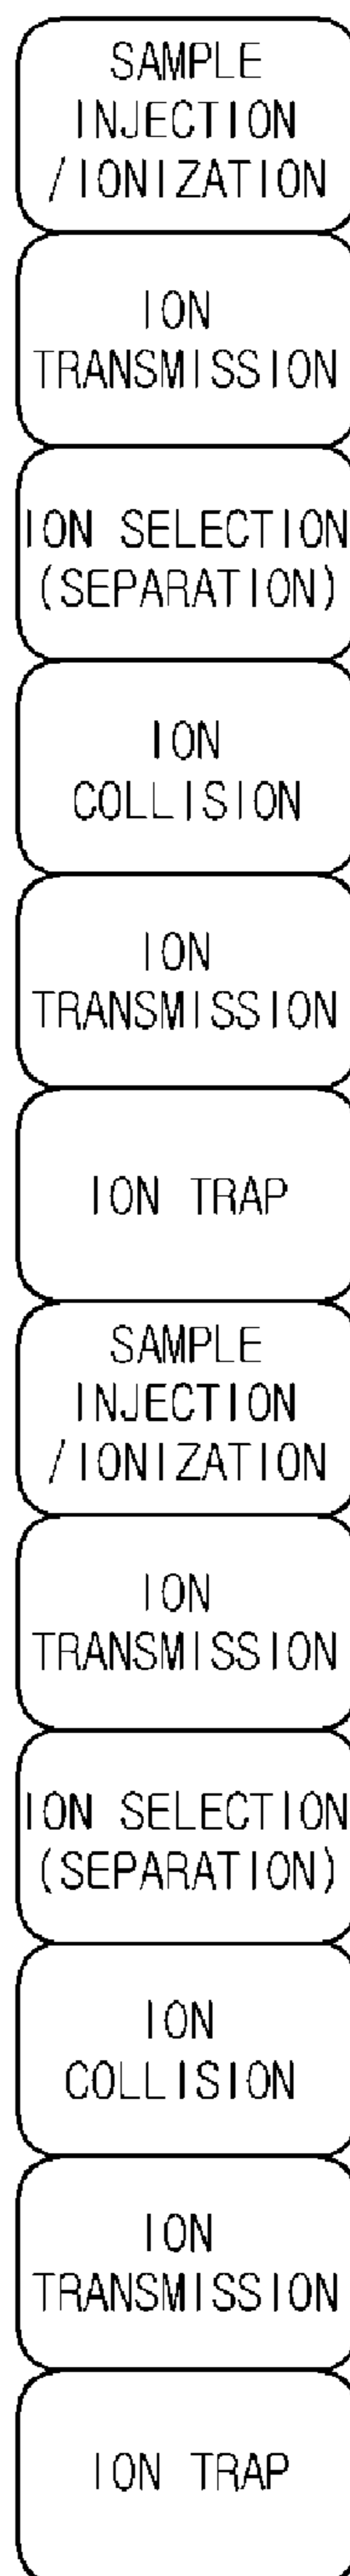 SAMPLE
INJECTION
/IONIZATION
ION
TRANSMISSION
ION SELECTION
(SEPARATION)
ION
COLLISION
ION
TRANSMISSION
ION TRAP
SAMPLE
INJECTION
/IONIZATION
ION
TRANSMISSION
ION SELECTION
(SEPARATION)
ION
COLLISION
ION
TRANSMISSION
ION TRAP